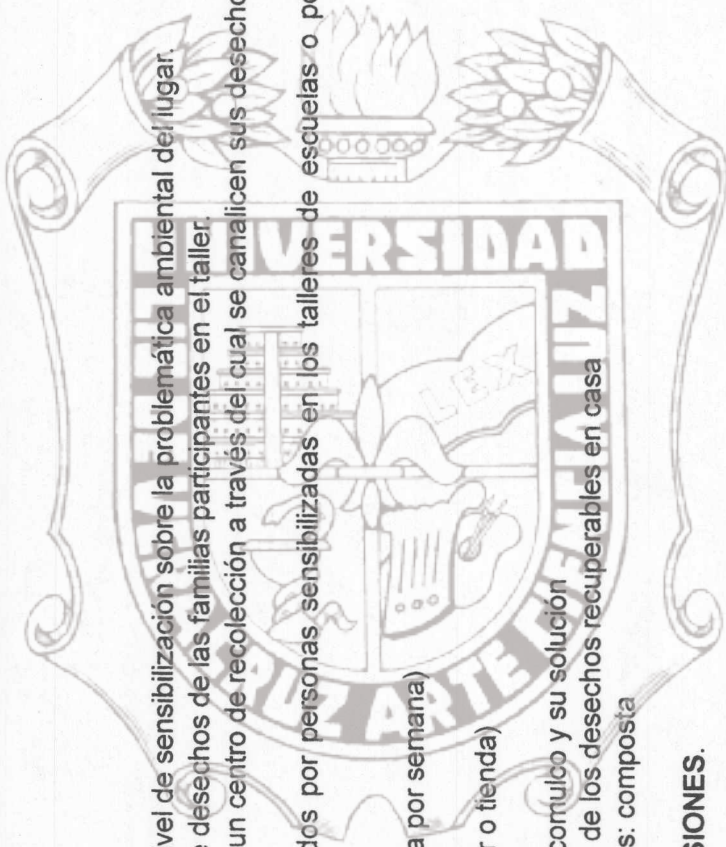 vel de sensibilización sobre la problemática ambiental del lugar.
e desechos de las familias participantes en el taller.
un centro de recolección a través del cual se canalicen sus desecho
dos por personas sensibilizadas en los talleres de escuelas o po
a por semana)
r o tienda)
comulco y su solución
de los desechos recuperables en casa
s: composta
SIONES.
UNIVERSIDAD
VERACRUZ ARTE CIENCIA LUZ
LEX